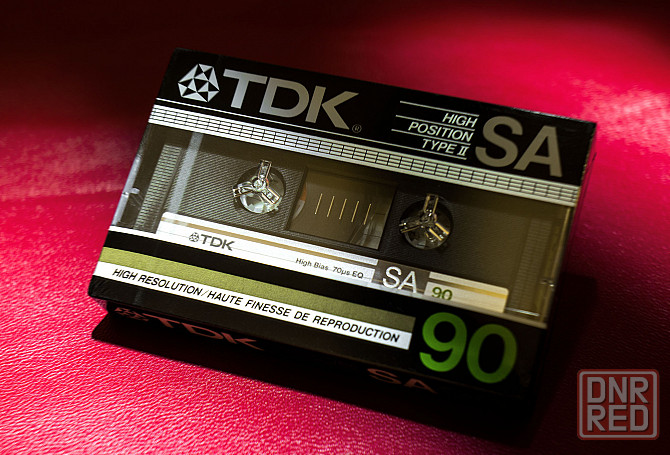 TDK®
HIGH
POSITION
TYPE II
SA
TDK
High Bias 70µs EQ
SA
90
HIGH RESOLUTION/HAUTE FINESSE DE REPRODUCTION
90
TDK
SA
DNR
RED